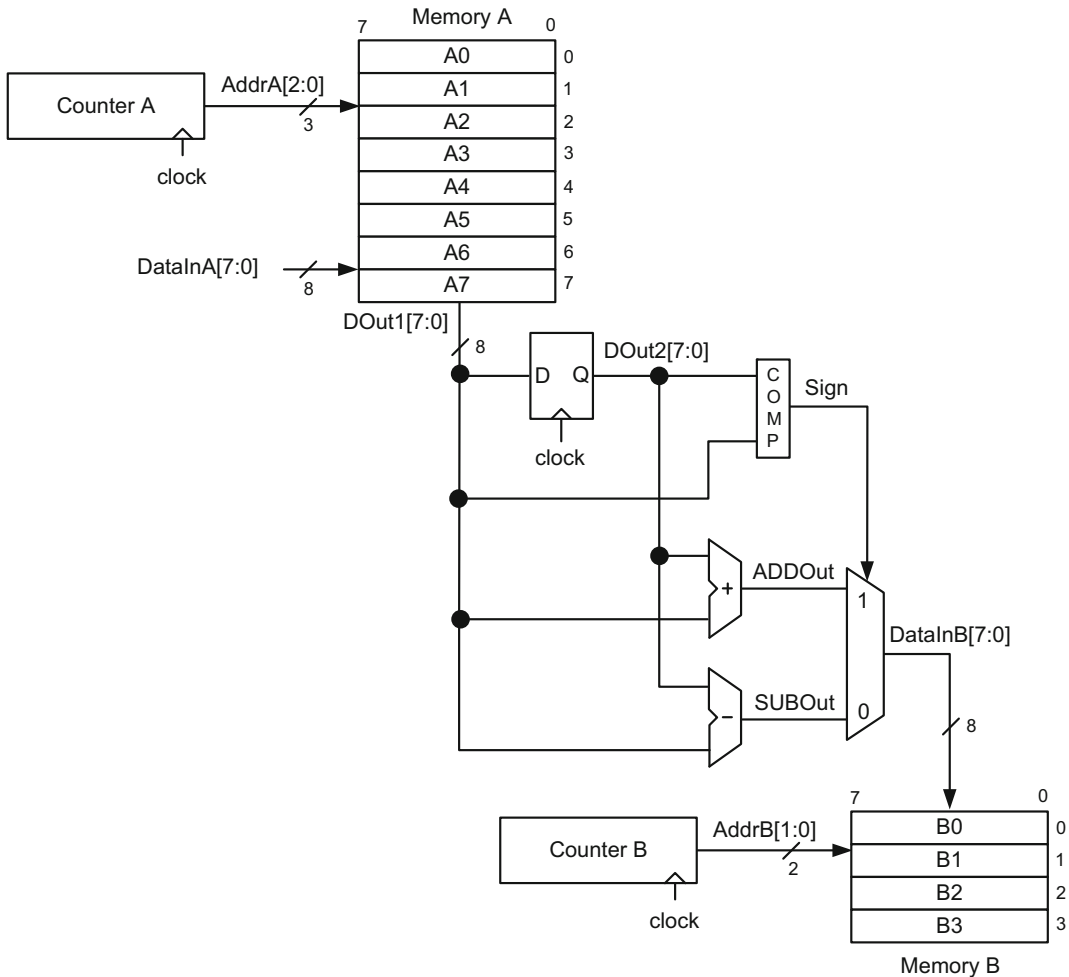 Memory A
7 0
A0 0
A1 1
A2 2
A3 3
A4 4
A5 5
A6 6
A7 7
Counter A
clock
AddrA[2:0]
3
DataInA[7:0]
8
DOut1[7:0]
8
D Q
clock
DOut2[7:0]
COMP
Sign
+
ADDOut
-
SUBOut
1
0
DataInB[7:0]
8
Counter B
clock
AddrB[1:0]
2
7 0
B0 0
B1 1
B2 2
B3 3
Memory B